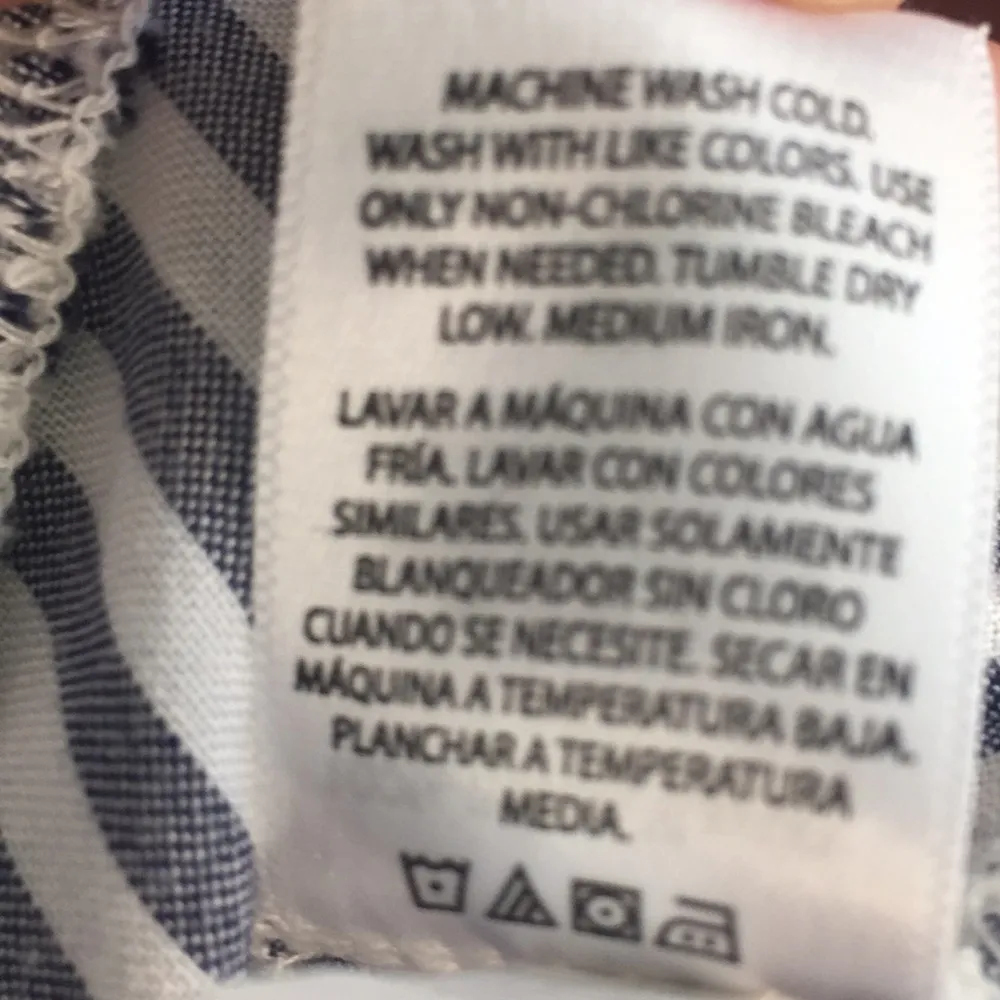 MACHINE WASH COLD.
WASH WITH LIKE COLORS. USE
ONLY NON-CHLORINE BLEACH
WHEN NEEDED. TUMBLE DRY
LOW. MEDIUM IRON.
LAVAR A MÁQUINA CON AGUA
FRÍA. LAVAR CON COLORES
SIMILARES. USAR SOLAMENTE
BLANQUEADOR SIN CLORO
CUANDO SE NECESITE. SECAR EN
MÁQUINA A TEMPERATURA BAJA.
PLANCHAR A TEMPERATURA
MEDIA.